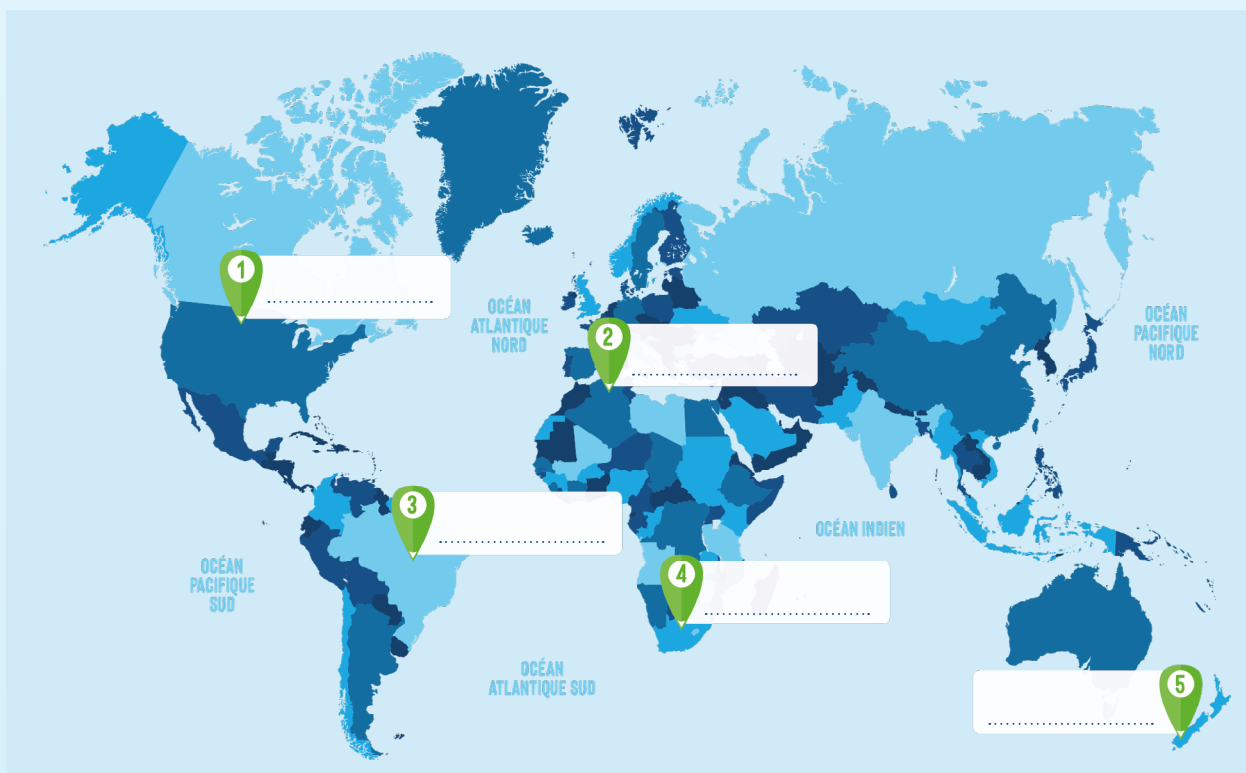 1
OCÉAN
ATLANTIQUE
NORD
OCÉAN
PACIFIQUE
NORD
2
3
OCÉAN INDIEN
OCÉAN
PACIFIQUE
SUD
4
OCÉAN
ATLANTIQUE SUD
5